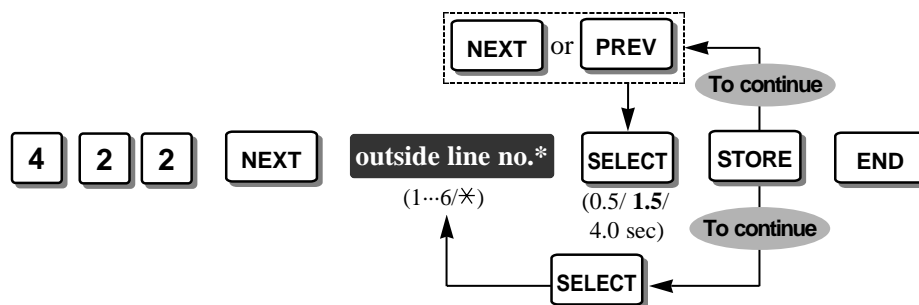 NEXT or PREV
To continue
4 2 2 NEXT outside line no.* SELECT STORE END
(1···6/✳) (0.5/ 1.5/
4.0 sec)
To continue
SELECT